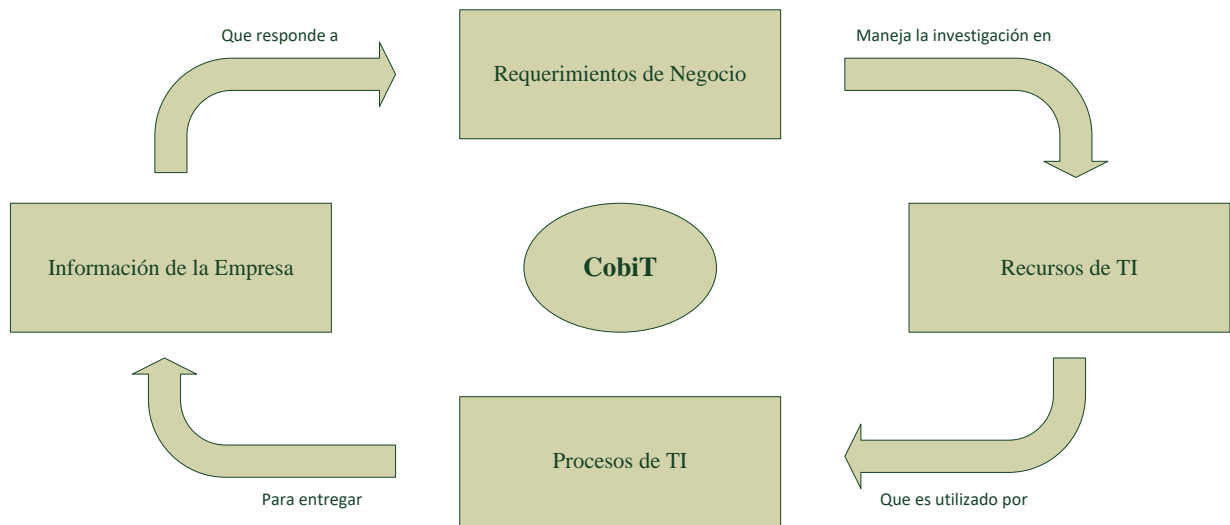 Que responde a
Maneja la investigación en
Requerimientos de Negocio
Información de la Empresa
CobiT
Recursos de TI
Procesos de TI
Para entregar
Que es utilizado por